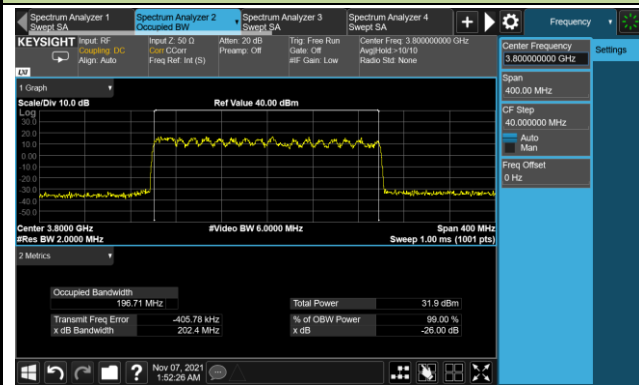 Spectrum Analyzer 1
Swept SA
Spectrum Analyzer 2
Occupied BW
Spectrum Analyzer 3
Swept SA
Spectrum Analyzer 4
Swept SA
+
Frequency
KEYSIGHT
Input: RF
Coupling: DC
Align: Auto
Input Z: 50 Ω
Corr CCorr
Freq Ref: Int (S)
Atten: 20 dB
Preamp: Off
Trig: Free Run
Gate: Off
#IF Gain: Low
Center Freq: 3.800000000 GHz
Avg|Hold:>10/10
Radio Std: None
LXI
Center Frequency
3.800000000 GHz
Settings
Span
400.00 MHz
CF Step
40.000000 MHz
Auto
Man
Freq Offset
0 Hz
1 Graph
Scale/Div 10.0 dB
Ref Value 40.00 dBm
Log
30.0
20.0
10.0
0.00
-10.0
-20.0
-30.0
-40.0
-50.0
Center 3.8000 GHz
#Video BW 6.0000 MHz
Span 400 MHz
#Res BW 2.0000 MHz
Sweep 1.00 ms (1001 pts)
2 Metrics
Occupied Bandwidth
196.71 MHz
Total Power
31.9 dBm
Transmit Freq Error
-405.78 kHz
% of OBW Power
99.00 %
x dB Bandwidth
202.4 MHz
x dB
-26.00 dB
?
Nov 07, 2021
1:52:26 AM